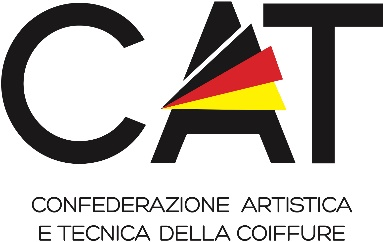 CAT
CONFEDERAZIONE ARTISTICA
E TECNICA DELLA COIFFURE